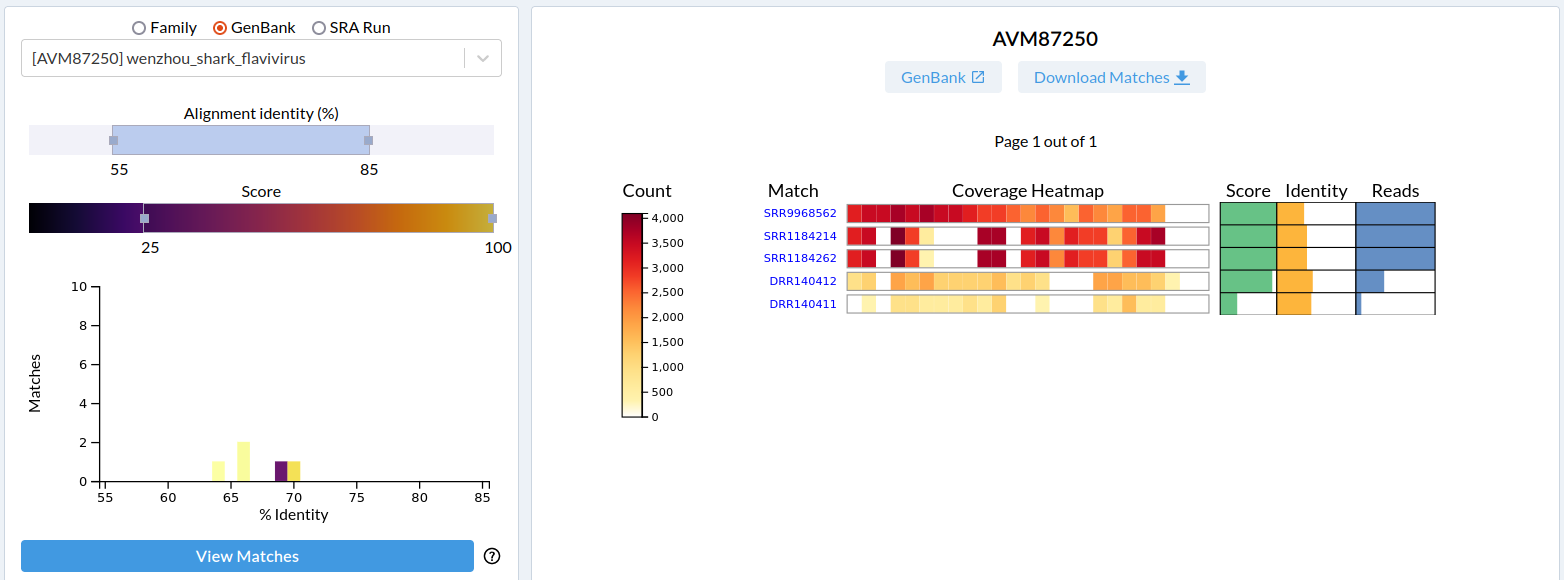 Family GenBank SRA Run
[AVM87250] wenzhou_shark_flavivirus
Alignment identity (%)
55 85
Score
25 100
10
8
6
4
2
0
Matches
55 60 65 70 75 80 85
% Identity
View Matches ?
AVM87250
GenBank Download Matches
Page 1 out of 1
Count
4,000
3,500
3,000
2,500
2,000
1,500
1,000
500
0
Match Coverage Heatmap Score Identity Reads
SRR9968562
SRR1184214
SRR1184262
DRR140412
DRR140411